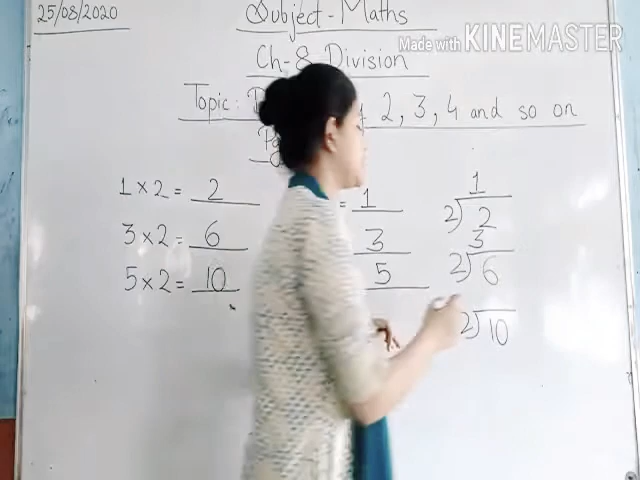 25/08/2020
Subject - Maths
Made with KINEMASTER
Ch-8 Division
Topic: 2, 3, 4 and so on
1 × 2 = 2
= 1
1
2)2
3 × 2 = 6
3
3
2)6
5 × 2 = 10
5
2)10